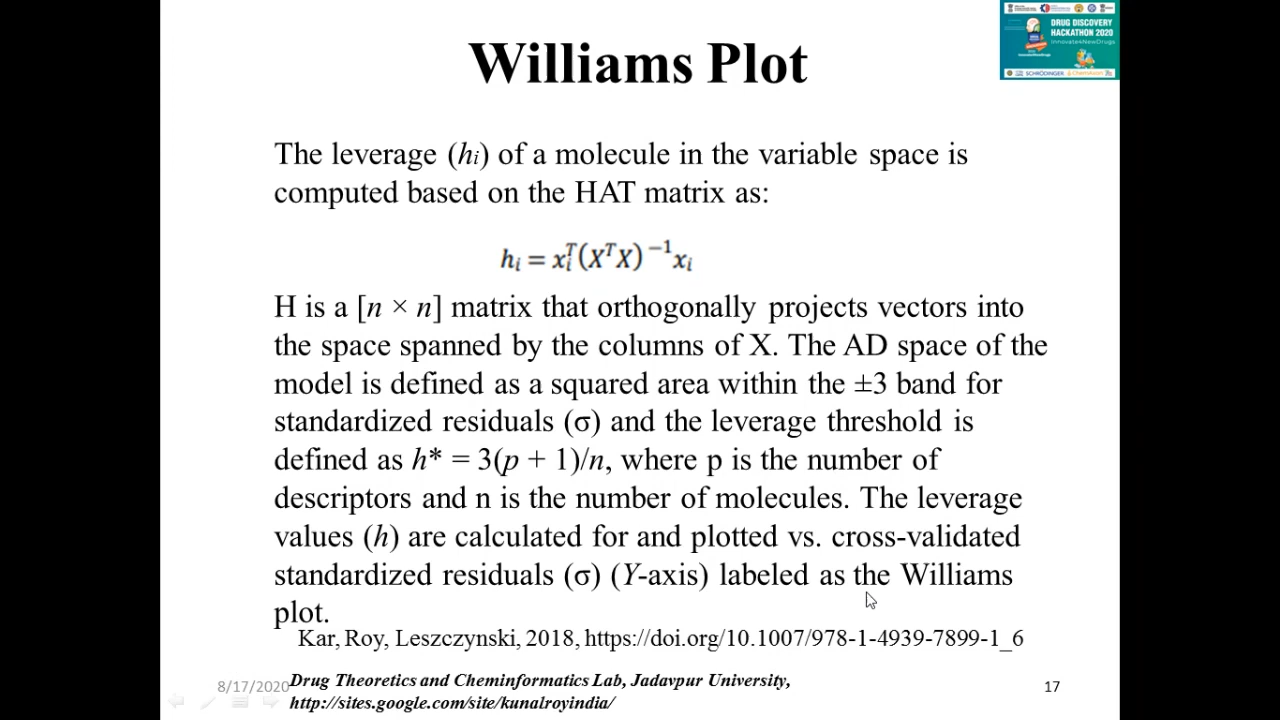 DRUG DISCOVERY
HACKATHON 2020
SCHRÖDINGER
Williams Plot
The leverage (hi) of a molecule in the variable space is
computed based on the HAT matrix as:
hᵢ = xᵢᵀ(XᵀX)⁻¹xᵢ
H is a [n × n] matrix that orthogonally projects vectors into
the space spanned by the columns of X. The AD space of the
model is defined as a squared area within the ±3 band for
standardized residuals (σ) and the leverage threshold is
defined as h* = 3(p + 1)/n, where p is the number of
descriptors and n is the number of molecules. The leverage
values (h) are calculated for and plotted vs. cross-validated
standardized residuals (σ) (Y-axis) labeled as the Williams
plot.
Kar, Roy, Leszczynski, 2018, https://doi.org/10.1007/978-1-4939-7899-1_6
8/17/2020
Drug Theoretics and Cheminformatics Lab, Jadavpur University,
http://sites.google.com/site/kunalroyindia/
17